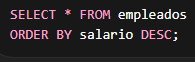 SELECT * FROM empleados
ORDER BY salario DESC;